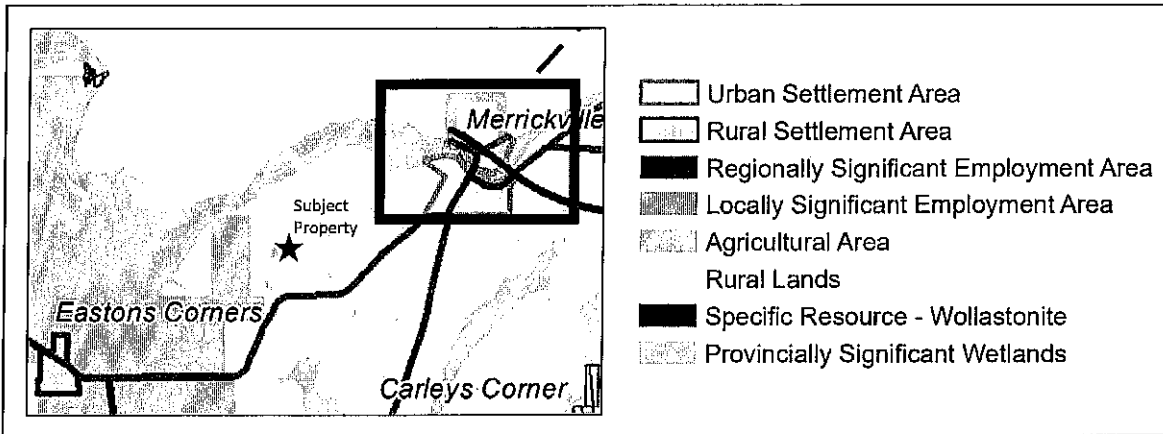 Merrickville
Subject
Property
Eastons Corners
Carleys Corner
Urban Settlement Area
Rural Settlement Area
Regionally Significant Employment Area
Locally Significant Employment Area
Agricultural Area
Rural Lands
Specific Resource - Wollastonite
Provincially Significant Wetlands